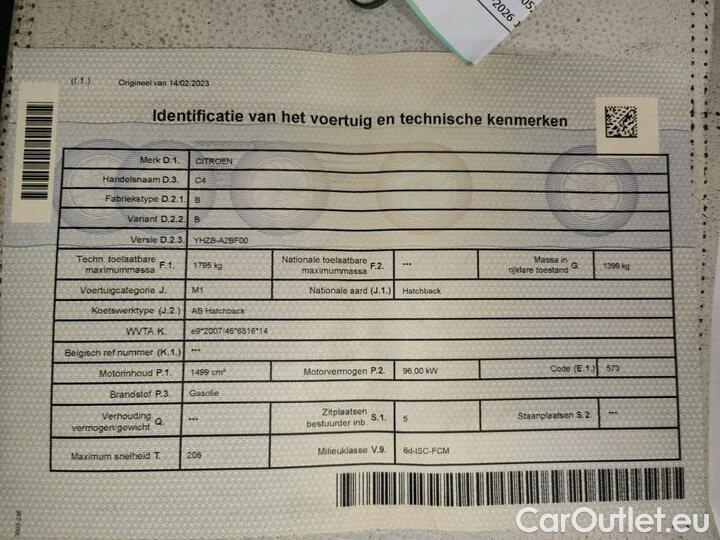 2026
(I.1.) Origineel van 14/02/2023
Identificatie van het voertuig en technische kenmerken
Merk D.1. CITROEN
Handelsnaam D.3. C4
Fabriekstype D.2.1. B
Variant D.2.2. B
Versie D.2.3. YHZB-A2BF00
Techn. toelaatbare maximummassa F.1. 1795 kg Nationale toelaatbare maximummassa F.2. *** Massa in rijklare toestand G. 1399 kg
Voertuigcategorie J. M1 Nationale aard (J.1.) Hatchback
Koetswerktype (J.2.) AB Hatchback
WVTA K. e9*2007/46*6816*14
Belgisch ref.nummer (K.1.) ***
Motorinhoud P.1. 1499 cm³ Motorvermogen P.2. 96,00 kW Code (E.1.) 573
Brandstof P.3. Gasolie
Verhouding vermogen/gewicht Q. *** Zitplaatsen bestuurder inb. S.1. 5 Staanplaatsen S.2. ***
Maximum snelheid T. 206 Milieuklasse V.9. 6d-ISC-FCM
CarOutlet.eu